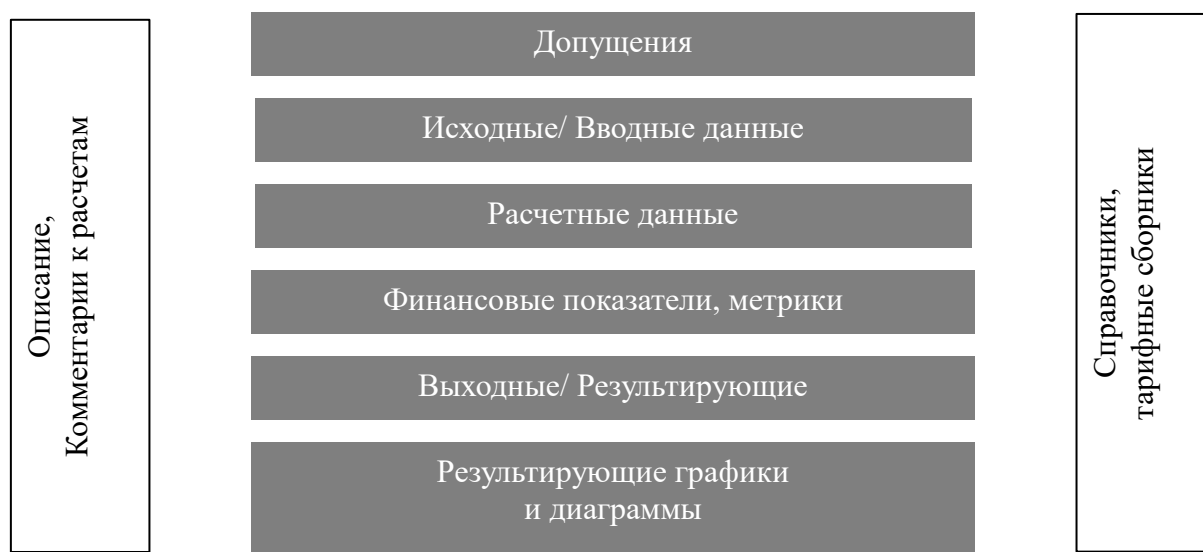 Описание,
Комментарии к расчетам
Допущения
Исходные/ Вводные данные
Расчетные данные
Финансовые показатели, метрики
Выходные/ Результирующие
Результирующие графики
и диаграммы
Справочники,
тарифные сборники